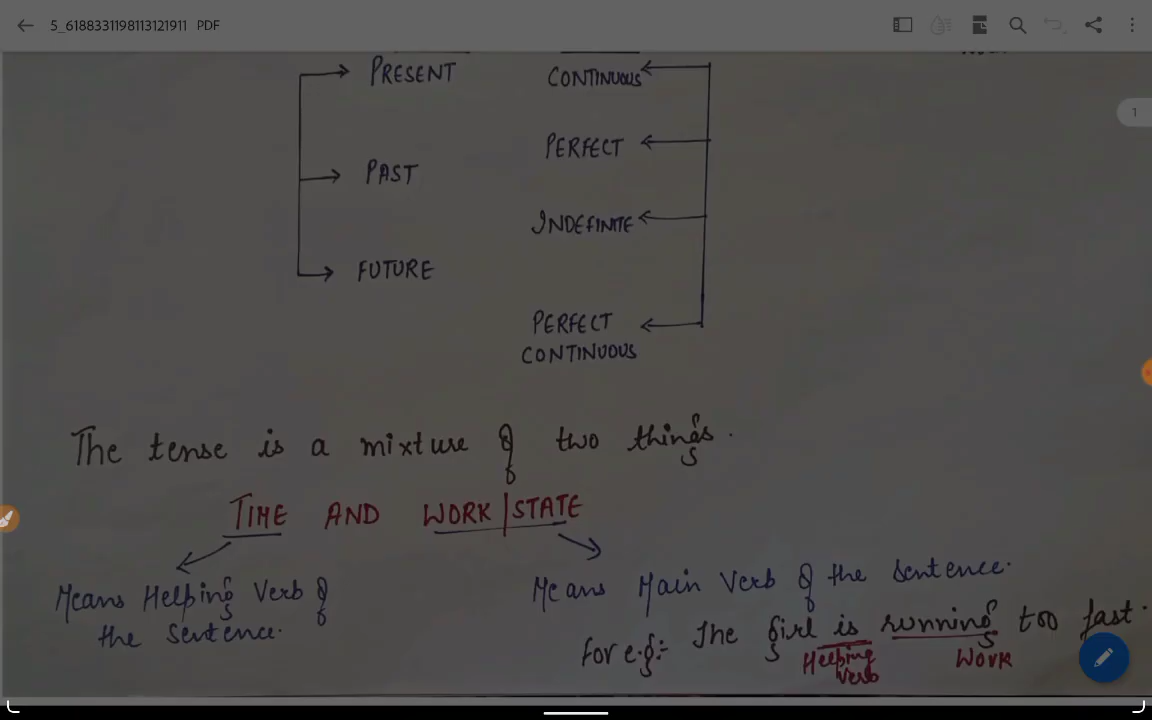 5_6188331198113121911 PDF
1
PRESENT
CONTINUOUS
PERFECT
PAST
INDEFINITE
FUTURE
PERFECT
CONTINUOUS
The tense is a mixture of two things.
TIME AND WORK/STATE
Means Helping Verb of
the sentence.
Means Main Verb of the sentence.
For e.g:- The girl is running too fast.
Helping
Verb
Work